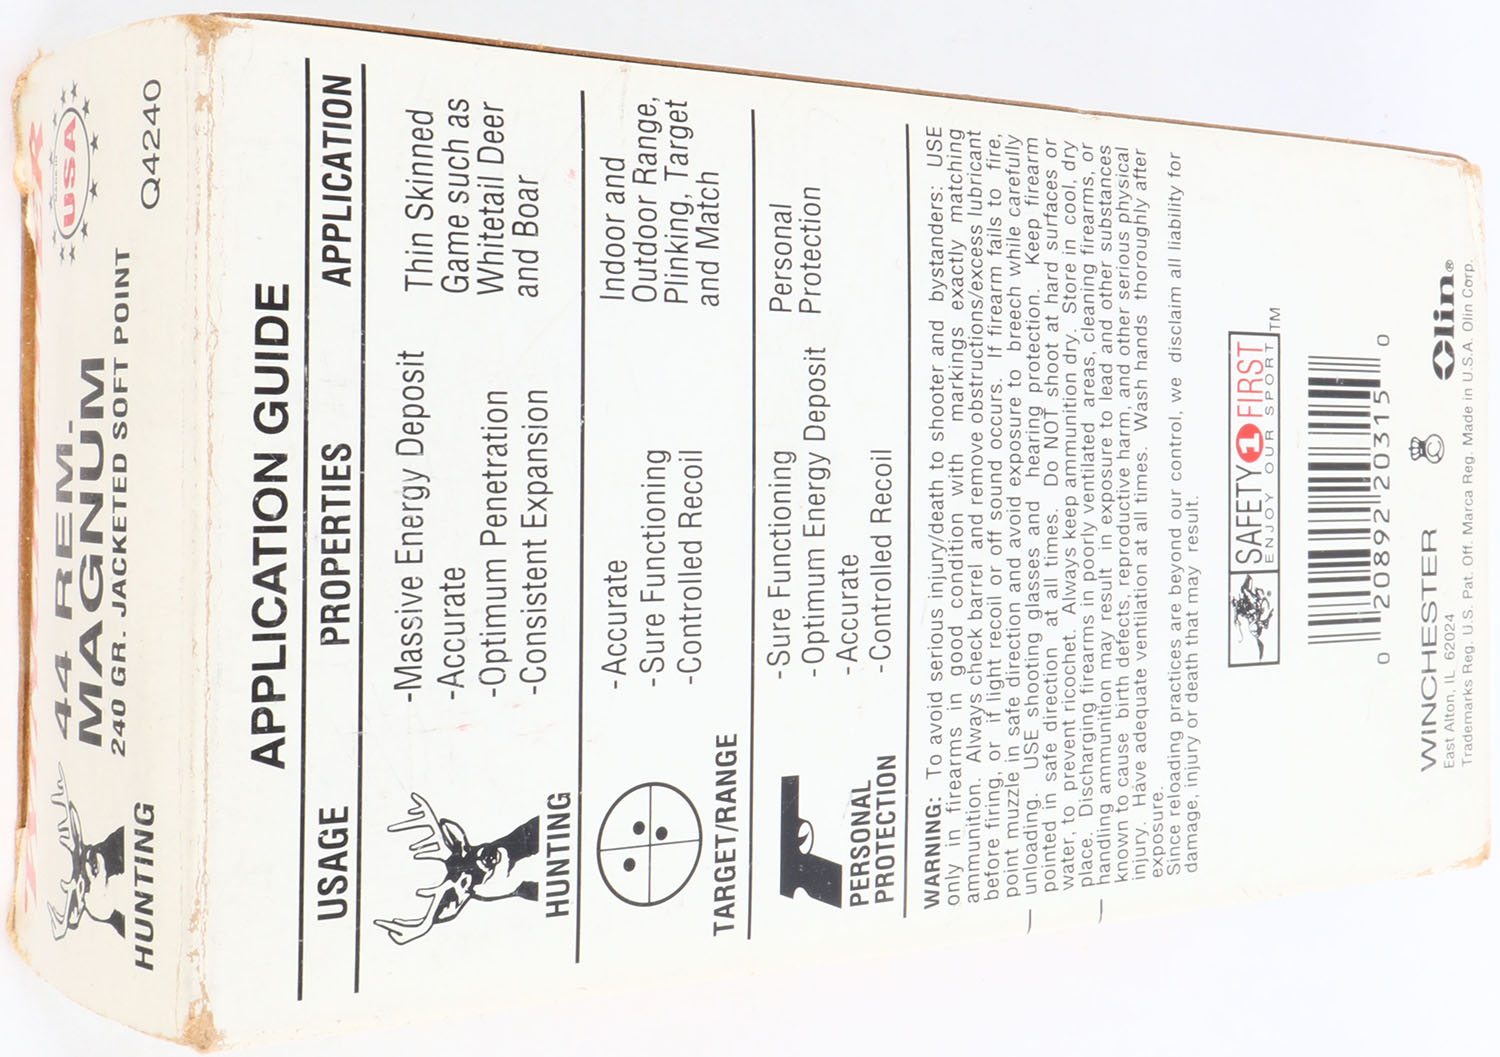 44 REM.
MAGNUM
240 GR. JACKETED SOFT POINT
HUNTING
USA
Q4240
APPLICATION GUIDE
USAGE PROPERTIES APPLICATION
HUNTING
-Massive Energy Deposit
-Accurate
-Optimum Penetration
-Consistent Expansion
Thin Skinned
Game such as
Whitetail Deer
and Boar
TARGET/RANGE
-Accurate
-Sure Functioning
-Controlled Recoil
Indoor and
Outdoor Range,
Plinking, Target
and Match
PERSONAL
PROTECTION
-Sure Functioning
-Optimum Energy Deposit
-Accurate
-Controlled Recoil
Personal
Protection
WARNING: To avoid serious injury/death to shooter and bystanders: USE
only in firearms in good condition with markings exactly matching
ammunition. Always check barrel and remove obstructions/excess lubricant
before firing, or if light recoil or off sound occurs. If firearm fails to fire,
point muzzle in safe direction and avoid exposure to breech while carefully
unloading. USE shooting glasses and hearing protection. Keep firearm
pointed in safe direction at all times. Do NOT shoot at hard surfaces or
water, to prevent ricochet. Always keep ammunition dry. Store in cool, dry
place. Discharging firearms in poorly ventilated areas, cleaning firearms, or
handling ammunition may result in exposure to lead and other substances
known to cause birth defects, reproductive harm, and other serious physical
injury. Have adequate ventilation at all times. Wash hands thoroughly after
exposure.
Since reloading practices are beyond our control, we disclaim all liability for
damage, injury or death that may result.
SAFETY 1 FIRST
ENJOY OUR SPORT TM
0 20892 20315 0
WINCHESTER Olin®
East Alton, IL 62024
Trademarks Reg. U.S. Pat. Off. Marca Reg. Made in U.S.A. Olin Corp.